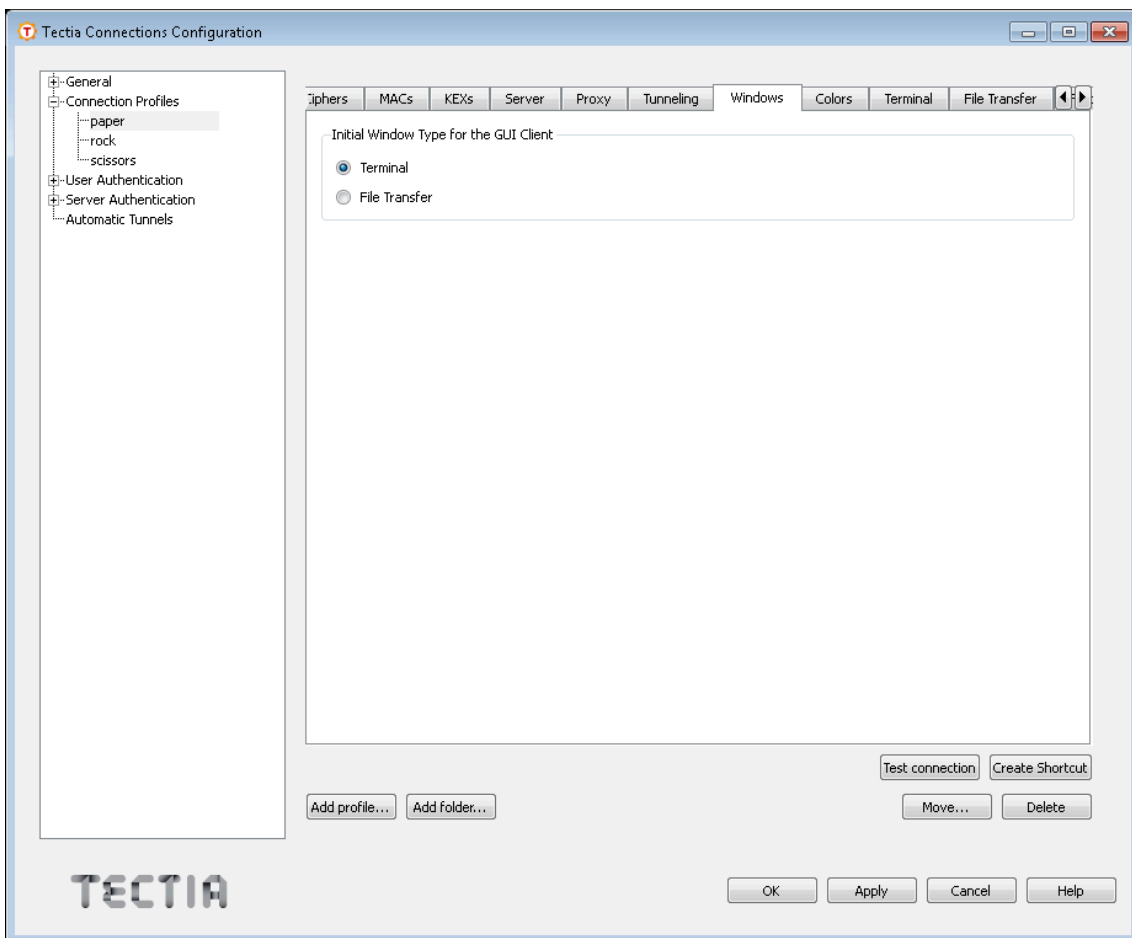 Tectia Connections Configuration
General
Connection Profiles
paper
rock
scissors
User Authentication
Server Authentication
Automatic Tunnels
Ciphers MACs KEXs Server Proxy Tunneling Windows Colors Terminal File Transfer
Initial Window Type for the GUI Client
Terminal
File Transfer
Test connection Create Shortcut
Add profile... Add folder... Move... Delete
TECTIA
OK Apply Cancel Help